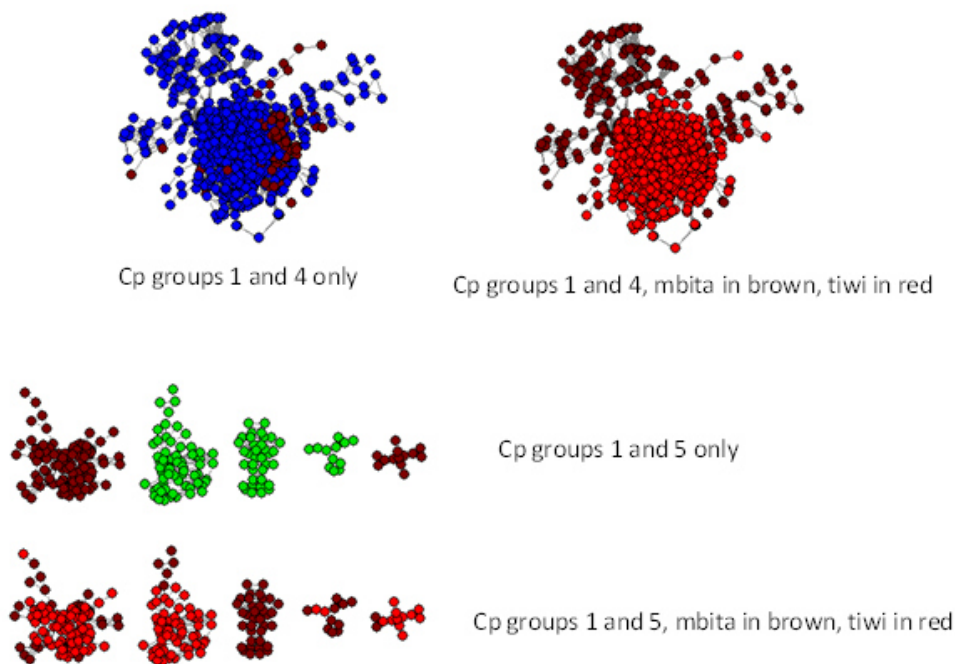 Cp groups 1 and 4 only
Cp groups 1 and 4, mbita in brown, tiwi in red
Cp groups 1 and 5 only
Cp groups 1 and 5, mbita in brown, tiwi in red